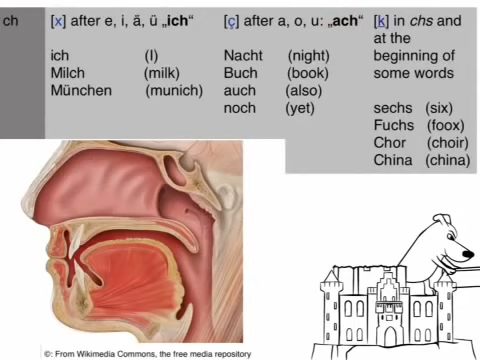 ch
[x] after e, i, ä, ü „ich“
ich (I)
Milch (milk)
München (munich)
[ç] after a, o, u: „ach“
Nacht (night)
Buch (book)
auch (also)
noch (yet)
[k] in chs and
at the
beginning of
some words
sechs (six)
Fuchs (foox)
Chor (choir)
China (china)
©: From Wikimedia Commons, the free media repository